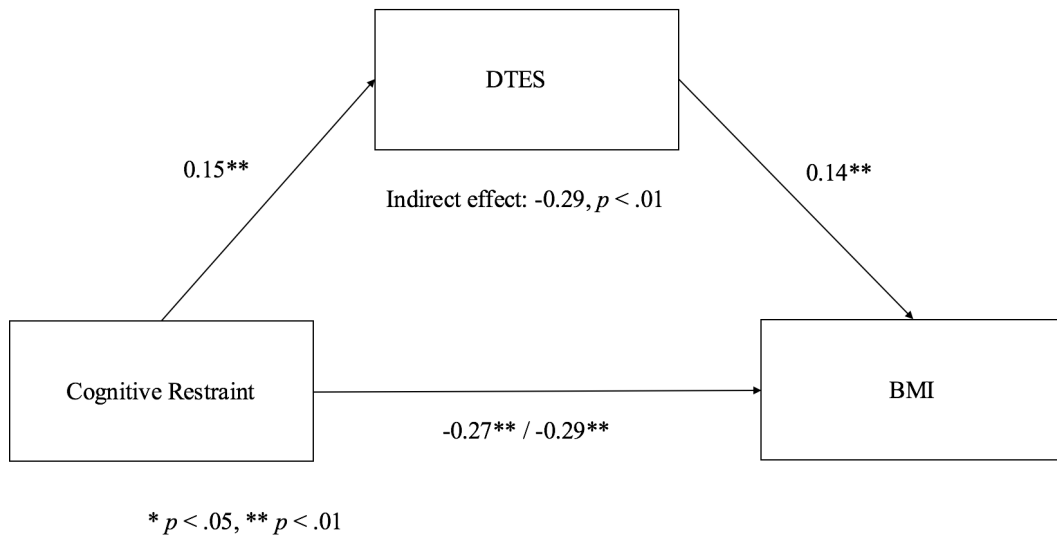 DTES
0.15**
0.14**
Indirect effect: -0.29, p < .01
Cognitive Restraint
BMI
-0.27** / -0.29**
* p < .05, ** p < .01